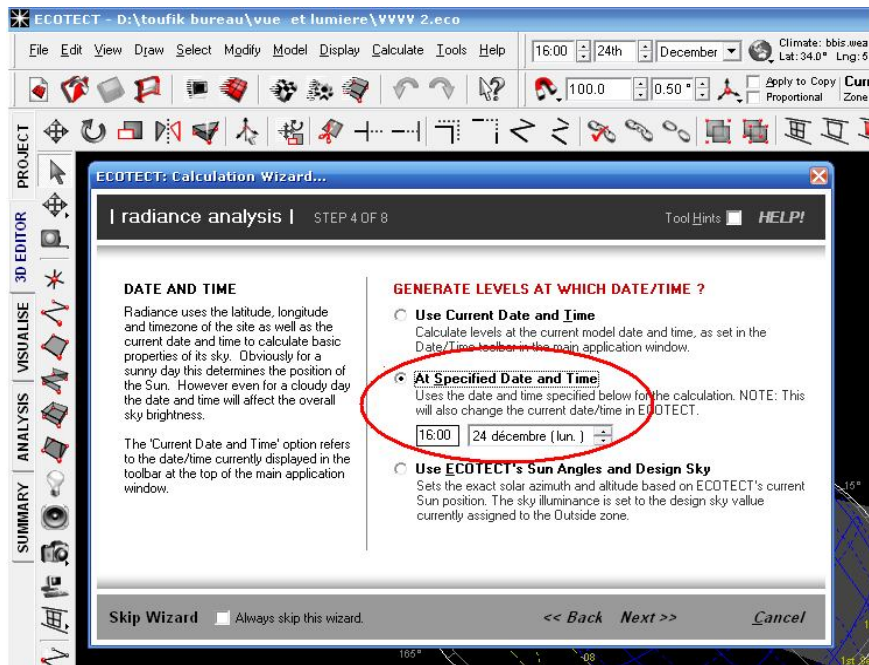 ECOTECT - D:\toufik bureau\vue et lumiere\VVVV 2.eco
File Edit View Draw Select Modify Model Display Calculate Tools Help
16:00 24th December
Climate: bbis.wea
Lat: 34.0° Lng: 5
100.0 0.50 °
Apply to Copy
Proportional
Curr
Zone
PROJECT
3D EDITOR
VISUALISE
ANALYSIS
SUMMARY
ECOTECT: Calculation Wizard...
| radiance analysis | STEP 4 OF 8
Tool Hints HELP!
DATE AND TIME
Radiance uses the latitude, longitude
and timezone of the site as well as the
current date and time to calculate basic
properties of its sky. Obviously for a
sunny day this determines the position of
the Sun. However even for a cloudy day
the date and time will affect the overall
sky brightness.
The 'Current Date and Time' option refers
to the date/time currently displayed in the
toolbar at the top of the main application
window.
GENERATE LEVELS AT WHICH DATE/TIME ?
Use Current Date and Time
Calculate levels at the current model date and time, as set in the
Date/Time toolbar in the main application window.
At Specified Date and Time
Uses the date and time specified below for the calculation. NOTE: This
will also change the current date/time in ECOTECT.
16:00 24 décembre (lun. )
Use ECOTECT's Sun Angles and Design Sky
Sets the exact solar azimuth and altitude based on ECOTECT's current
Sun position. The sky illuminance is set to the design sky vallue
currently assigned to the Outside zone.
Skip Wizard Always skip this wizard.
<< Back Next >> Cancel
15°
165°
-08